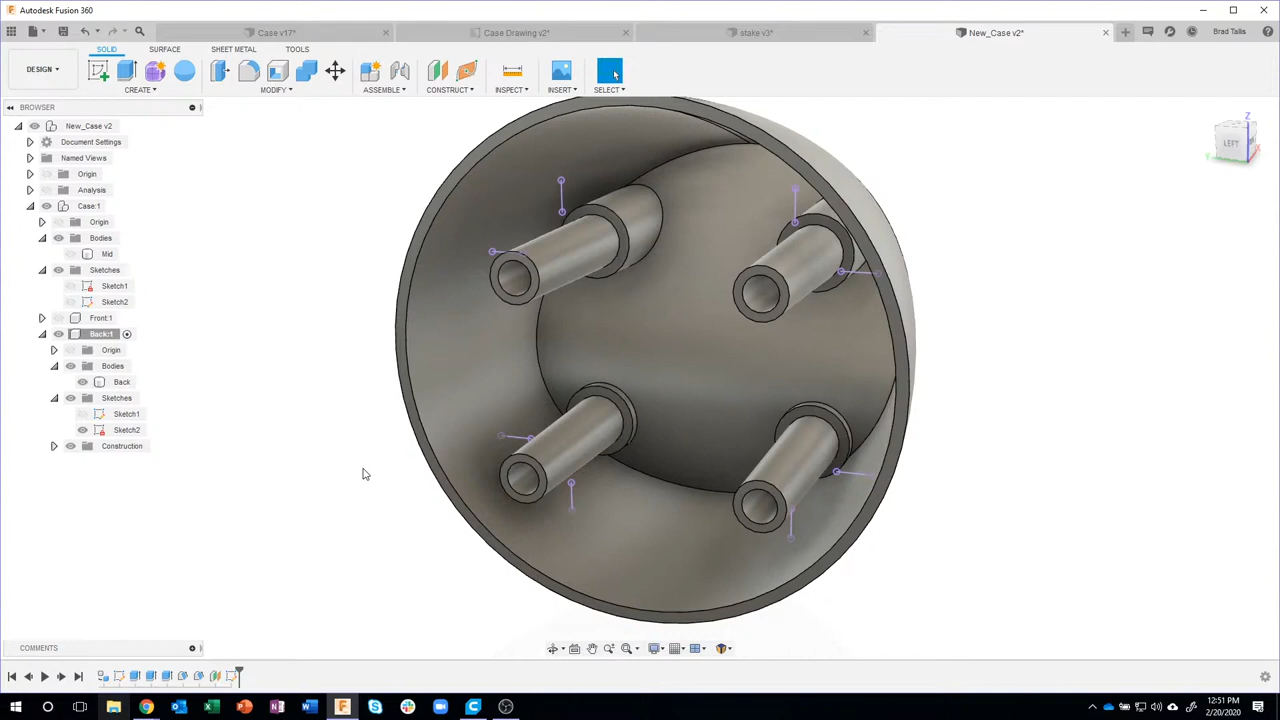 Autodesk Fusion 360
Case v17*
Case Drawing v2*
stake v3*
New_Case v2*
Brad Tallis
SOLID
SURFACE
SHEET METAL
TOOLS
DESIGN
CREATE
MODIFY
ASSEMBLE
CONSTRUCT
INSPECT
INSERT
SELECT
BROWSER
New_Case v2
Document Settings
Named Views
Origin
Analysis
Case:1
Origin
Bodies
Mid
Sketches
Sketch1
Sketch2
Front:1
Back:1
Origin
Bodies
Back
Sketches
Sketch1
Sketch2
Construction
Z
LEFT
Y
X
COMMENTS
12:51 PM
2/20/2020